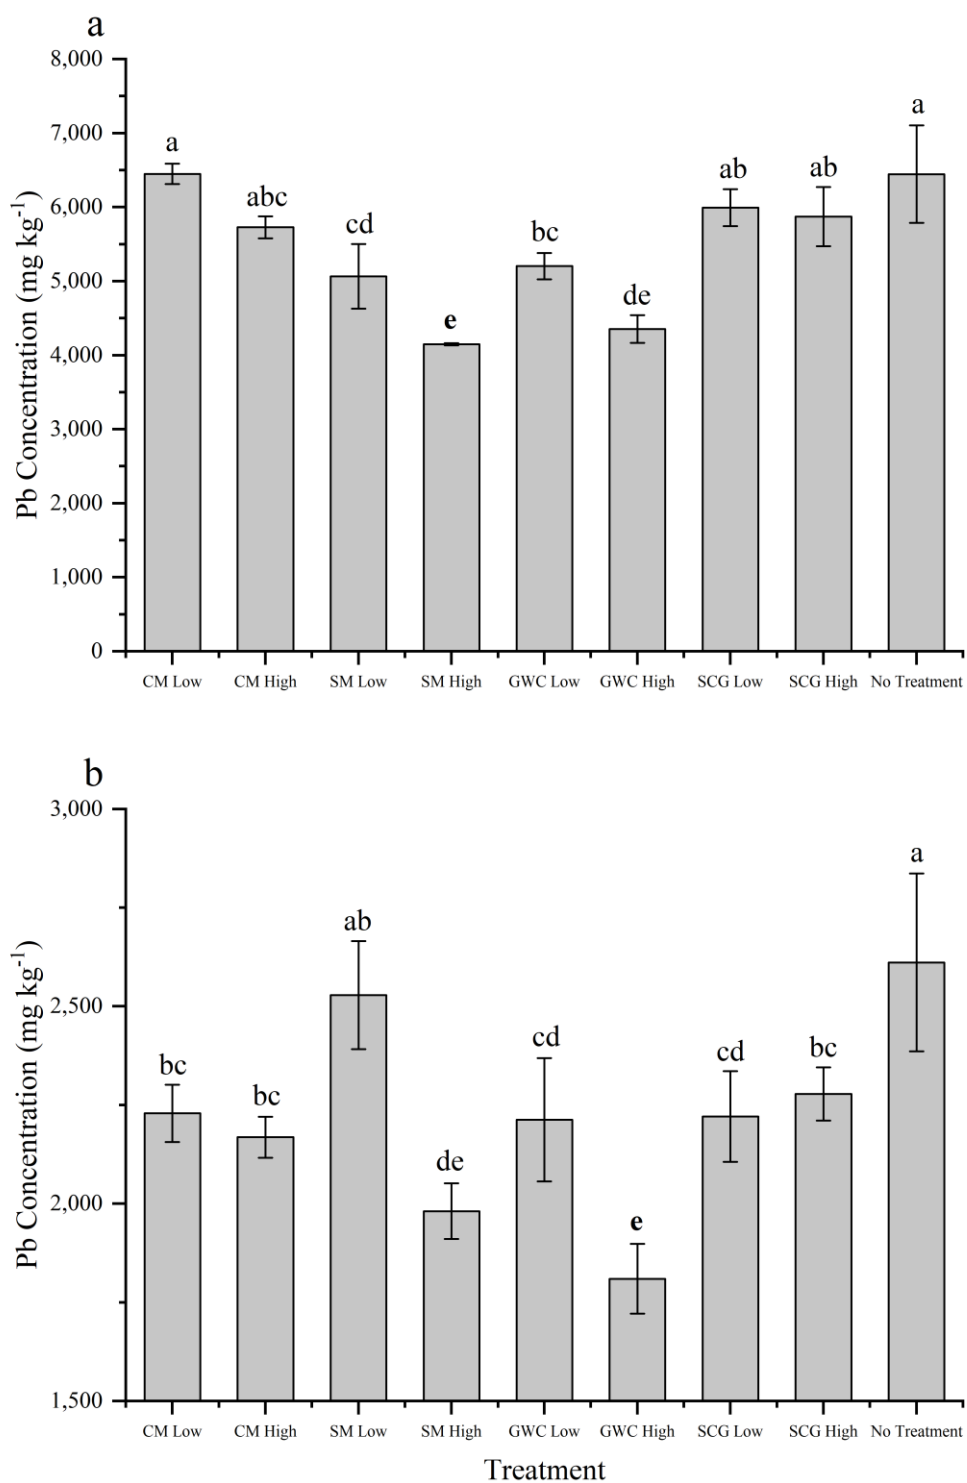 a
8,000
7,000
6,000
5,000
4,000
3,000
2,000
1,000
0
Pb Concentration (mg kg⁻¹)
a abc cd e bc de ab ab a
CM Low CM High SM Low SM High GWC Low GWC High SCG Low SCG High No Treatment
b
3,000
2,500
2,000
1,500
Pb Concentration (mg kg⁻¹)
bc bc ab de cd e cd bc a
CM Low CM High SM Low SM High GWC Low GWC High SCG Low SCG High No Treatment
Treatment